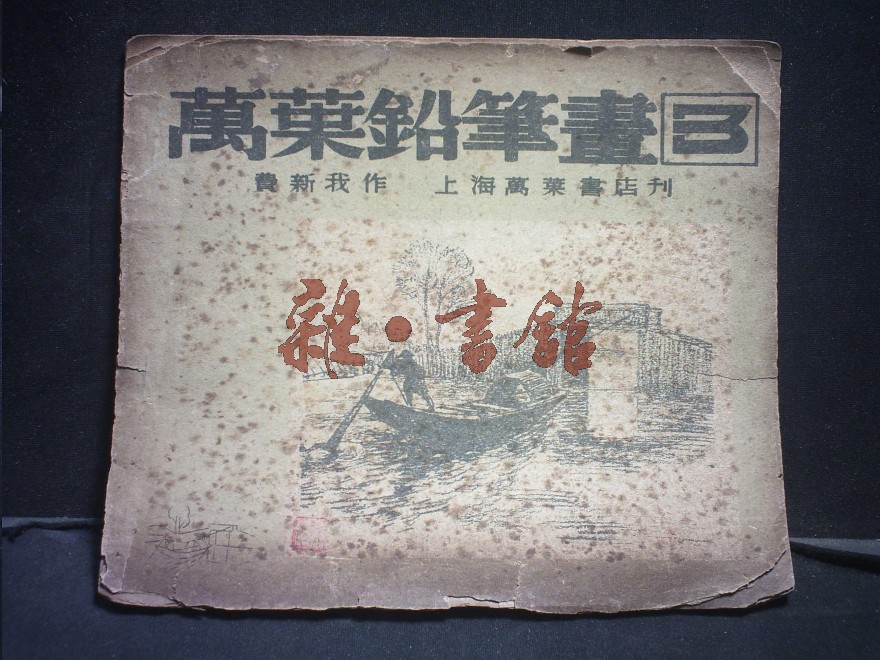 萬葉鉛筆畫 3
費新我作 上海萬葉書店刊
雜·書館